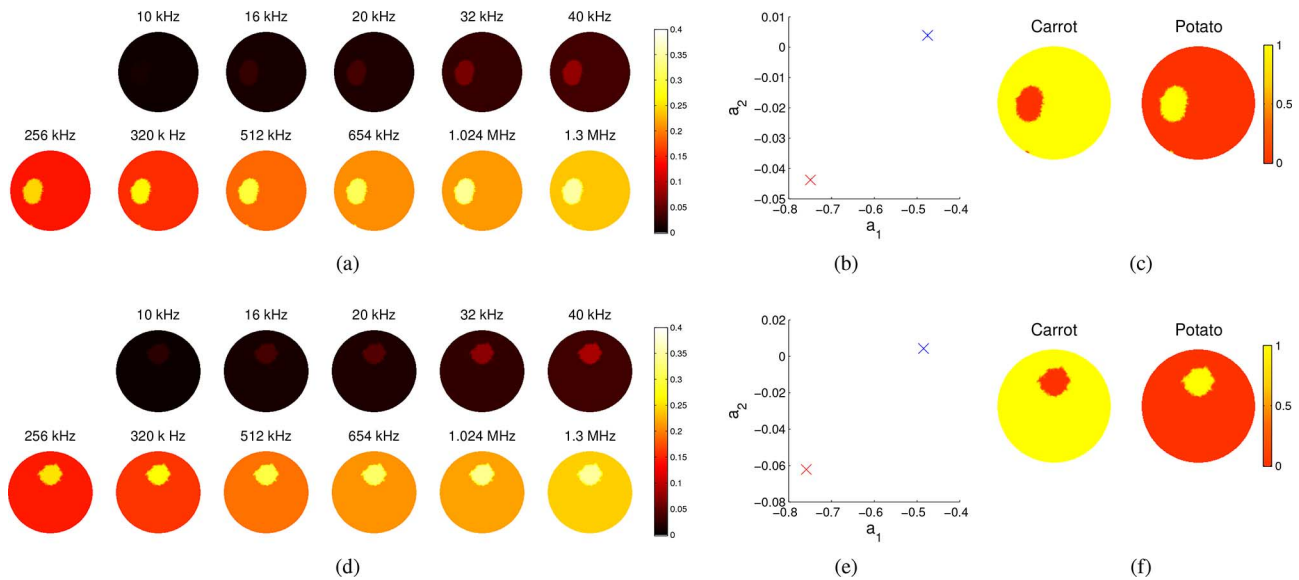 10 kHz 16 kHz 20 kHz 32 kHz 40 kHz
0.4
0.35
0.3
0.25
0.2
0.15
0.1
0.05
0
256 kHz 320 k Hz 512 kHz 654 kHz 1.024 MHz 1.3 MHz
(a)
0.01
0
−0.01
−0.02
−0.03
−0.04
−0.05
a2
−0.8 −0.7 −0.6 −0.5 −0.4
a1
(b)
Carrot Potato
1
0.5
0
(c)
10 kHz 16 kHz 20 kHz 32 kHz 40 kHz
0.4
0.35
0.3
0.25
0.2
0.15
0.1
0.05
0
256 kHz 320 k Hz 512 kHz 654 kHz 1.024 MHz 1.3 MHz
(d)
0.02
0
−0.02
−0.04
−0.06
−0.08
a2
−0.8 −0.7 −0.6 −0.5 −0.4
a1
(e)
Carrot Potato
1
0.5
0
(f)